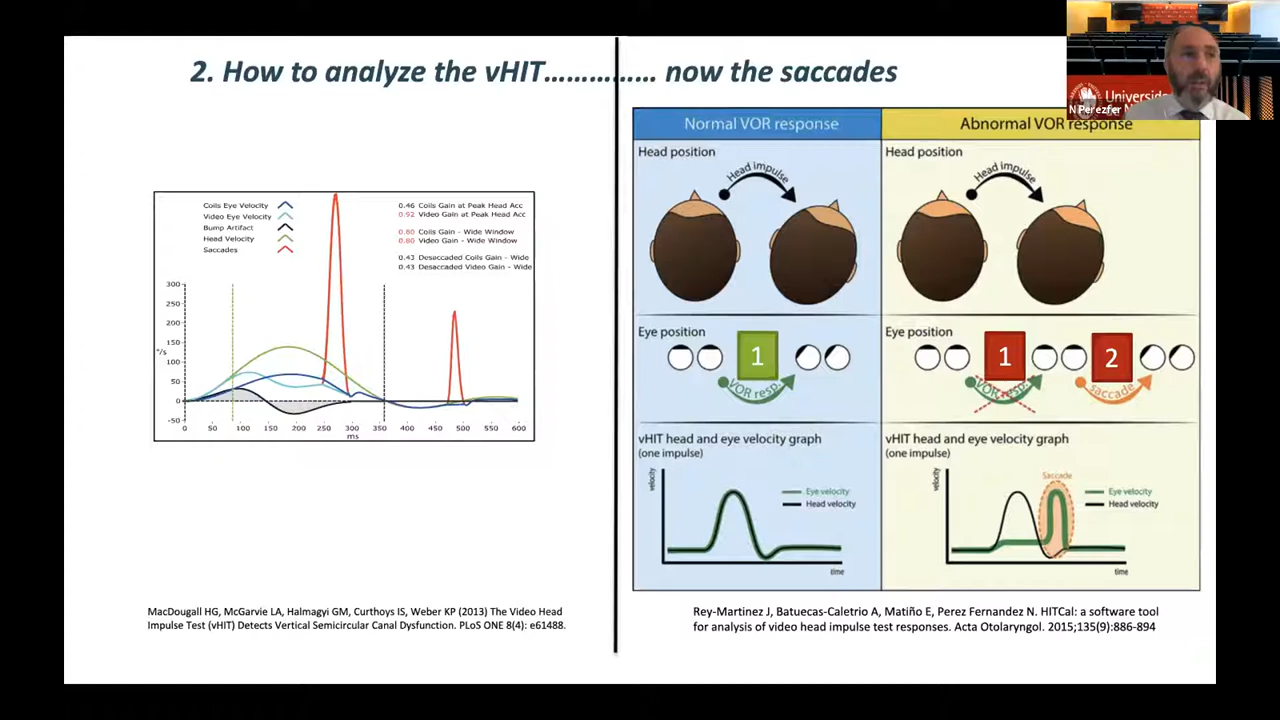 2. How to analyze the vHIT…………… now the saccades
N Perezfer
Coils Eye Velocity
Video Eye Velocity
Bump Artifact
Head Velocity
Saccades
0.46 Coils Gain at Peak Head Acc
0.92 Video Gain at Peak Head Acc
0.80 Coils Gain - Wide Window
0.80 Video Gain - Wide Window
0.43 Desaccaded Coils Gain - Wide
0.43 Desaccaded Video Gain - Wide
300
250
200
150
100
50
0
-50
°/s
0 50 100 150 200 250 300 350 400 450 500 550 600
ms
MacDougall HG, McGarvie LA, Halmagyi GM, Curthoys IS, Weber KP (2013) The Video Head
Impulse Test (vHIT) Detects Vertical Semicircular Canal Dysfunction. PLoS ONE 8(4): e61488.
Normal VOR response
Head position
Head impulse
Eye position
1
VOR resp.
vHIT head and eye velocity graph
(one impulse)
velocity
Eye velocity
Head velocity
time
Abnormal VOR response
Head position
Head impulse
Eye position
1
2
VOR resp.
saccade
vHIT head and eye velocity graph
(one impulse)
Saccade
velocity
Eye velocity
Head velocity
time
Rey-Martinez J, Batuecas-Caletrio A, Matiño E, Perez Fernandez N. HITCal: a software tool
for analysis of video head impulse test responses. Acta Otolaryngol. 2015;135(9):886-894